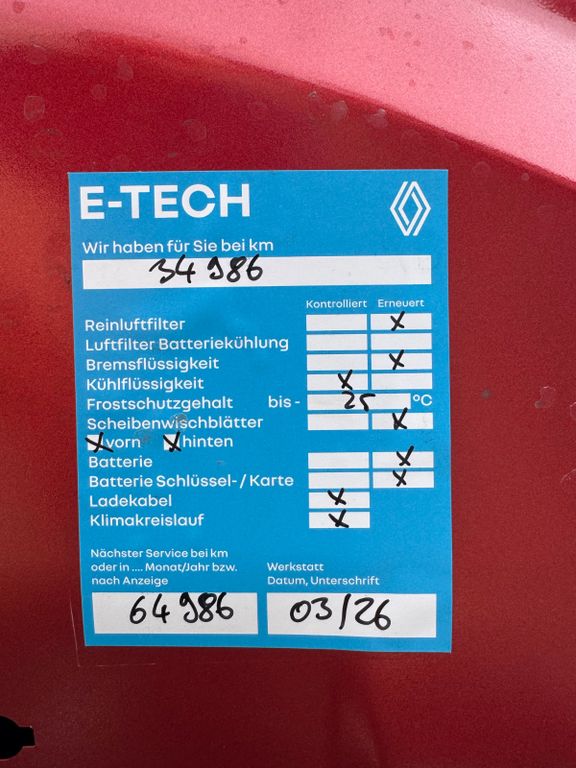 E-TECH
Wir haben für Sie bei km
34986
Kontrolliert Erneuert
Reinluftfilter X
Luftfilter Batteriekühlung
Bremsflüssigkeit X
Kühlflüssigkeit X
Frostschutzgehalt bis - 25 °C
Scheibenwischblätter X
X vorn X hinten
Batterie X
Batterie Schlüssel- / Karte X
Ladekabel X
Klimakreislauf X
Nächster Service bei km
oder in .... Monat/Jahr bzw.
nach Anzeige
64986
Werkstatt
Datum, Unterschrift
03/26